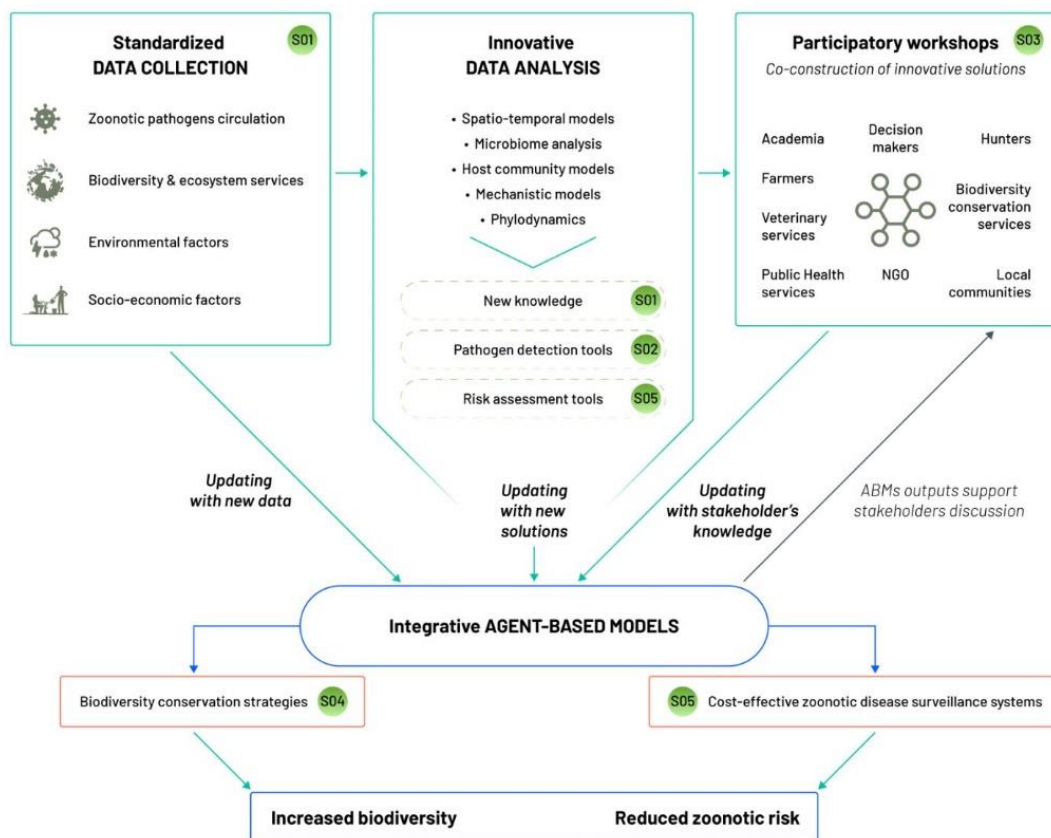 Standardized
DATA COLLECTION
S01
Zoonotic pathogens circulation
Biodiversity & ecosystem services
Environmental factors
Socio-economic factors
Innovative
DATA ANALYSIS
• Spatio-temporal models
• Microbiome analysis
• Host community models
• Mechanistic models
• Phylodynamics
New knowledge
S01
Pathogen detection tools
S02
Risk assessment tools
S05
Participatory workshops
S03
Co-construction of innovative solutions
Academia
Decision
makers
Hunters
Farmers
Biodiversity
conservation
services
Veterinary
services
Public Health
services
NGO
Local
communities
Updating
with new data
Updating
with new
solutions
Updating
with stakeholder's
knowledge
ABMs outputs support
stakeholders discussion
Integrative AGENT-BASED MODELS
Biodiversity conservation strategies
S04
S05
Cost-effective zoonotic disease surveillance systems
Increased biodiversity
Reduced zoonotic risk